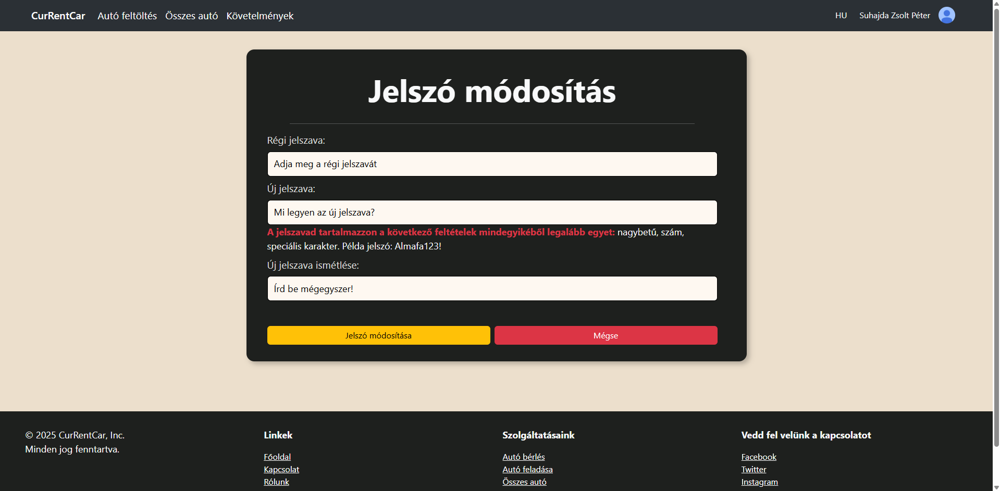 CurRentCar Autó feltöltés Összes autó Követelmények HU Suhajda Zsolt Péter
Jelszó módosítás
Régi jelszava:
Adja meg a régi jelszavát
Új jelszava:
Mi legyen az új jelszava?
A jelszavad tartalmazzon a következő feltételek mindegyikéből legalább egyet: nagybetű, szám,
speciális karakter. Példa jelszó: Almafa123!
Új jelszava ismétlése:
Írd be mégegyszer!
Jelszó módosítása Mégse
© 2025 CurRentCar, Inc.
Minden jog fenntartva.
Linkek
Főoldal
Kapcsolat
Rólunk
Szolgáltatásaink
Autó bérlés
Autó feladása
Összes autó
Vedd fel velünk a kapcsolatot
Facebook
Twitter
Instagram